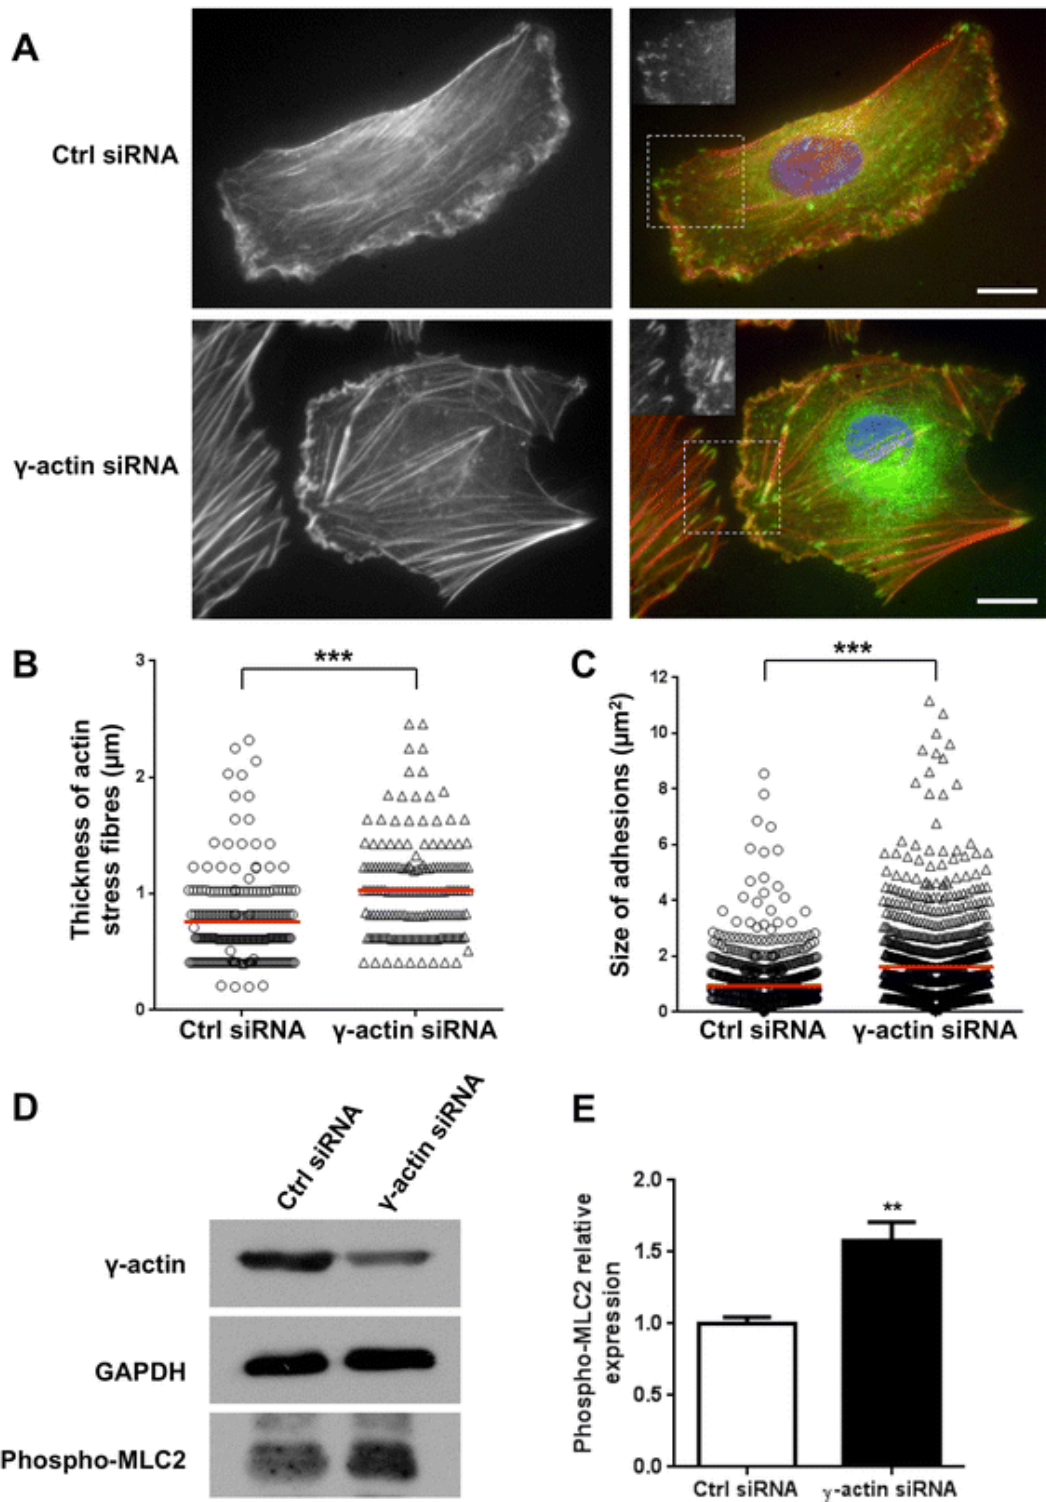 A
Ctrl siRNA
γ-actin siRNA
B
Thickness of actin
stress fibres (μm)
3
2
1
0
***
Ctrl siRNA
γ-actin siRNA
C
Size of adhesions (μm²)
12
10
8
6
4
2
0
***
Ctrl siRNA
γ-actin siRNA
D
Ctrl siRNA
γ-actin siRNA
γ-actin
GAPDH
Phospho-MLC2
E
Phospho-MLC2 relative
expression
2.0
1.5
1.0
0.5
0.0
**
Ctrl siRNA
γ-actin siRNA